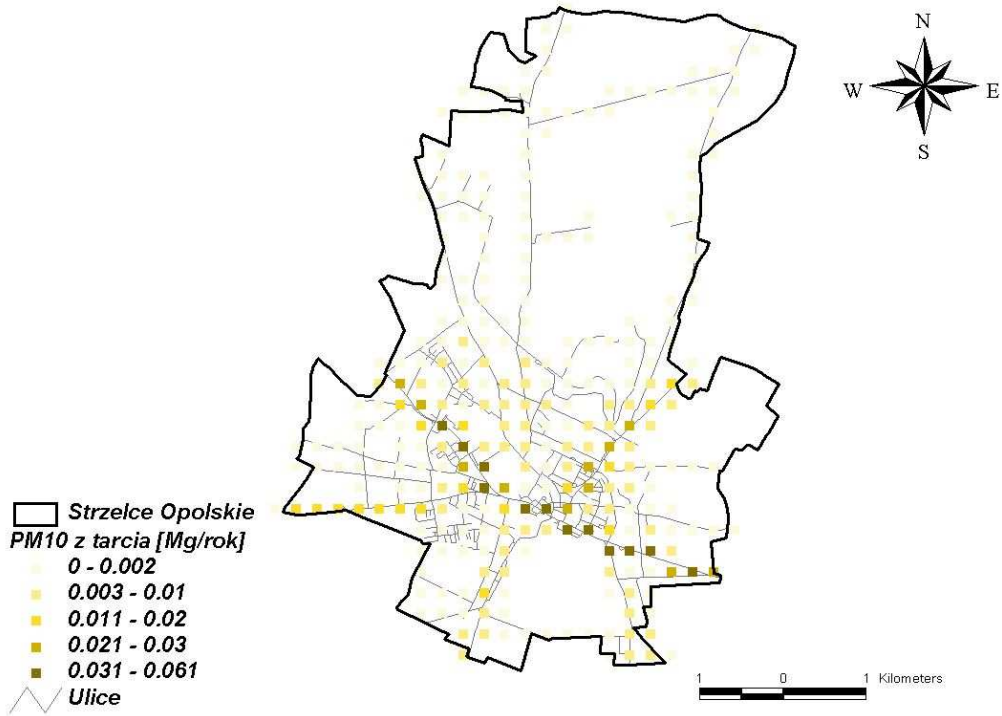 N
W E
S
Strzelce Opolskie
PM10 z tarcia [Mg/rok]
0 - 0.002
0.003 - 0.01
0.011 - 0.02
0.021 - 0.03
0.031 - 0.061
Ulice
1 0 1 Kilometers